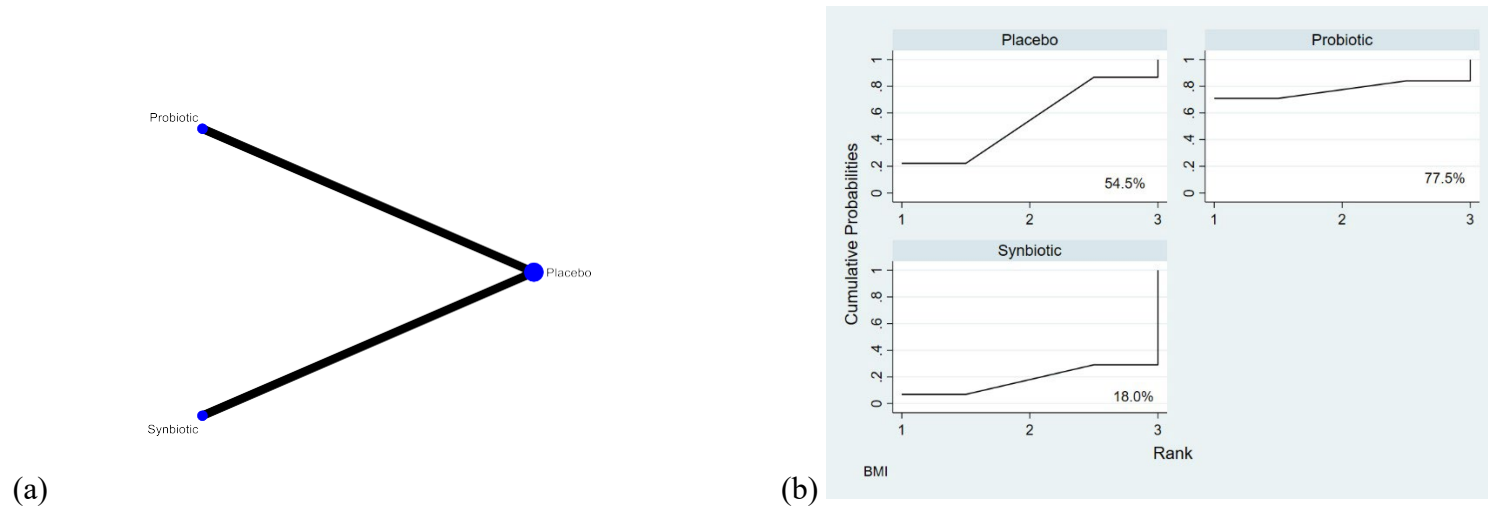 Probiotic
Placebo
Synbiotic
(a)
Placebo
Probiotic
Cumulative Probabilities
1
.8
.6
.4
.2
0
54.5%
1 2 3
1
.8
.6
.4
.2
0
77.5%
1 2 3
Synbiotic
1
.8
.6
.4
.2
0
18.0%
1 2 3
Rank
BMI
(b)